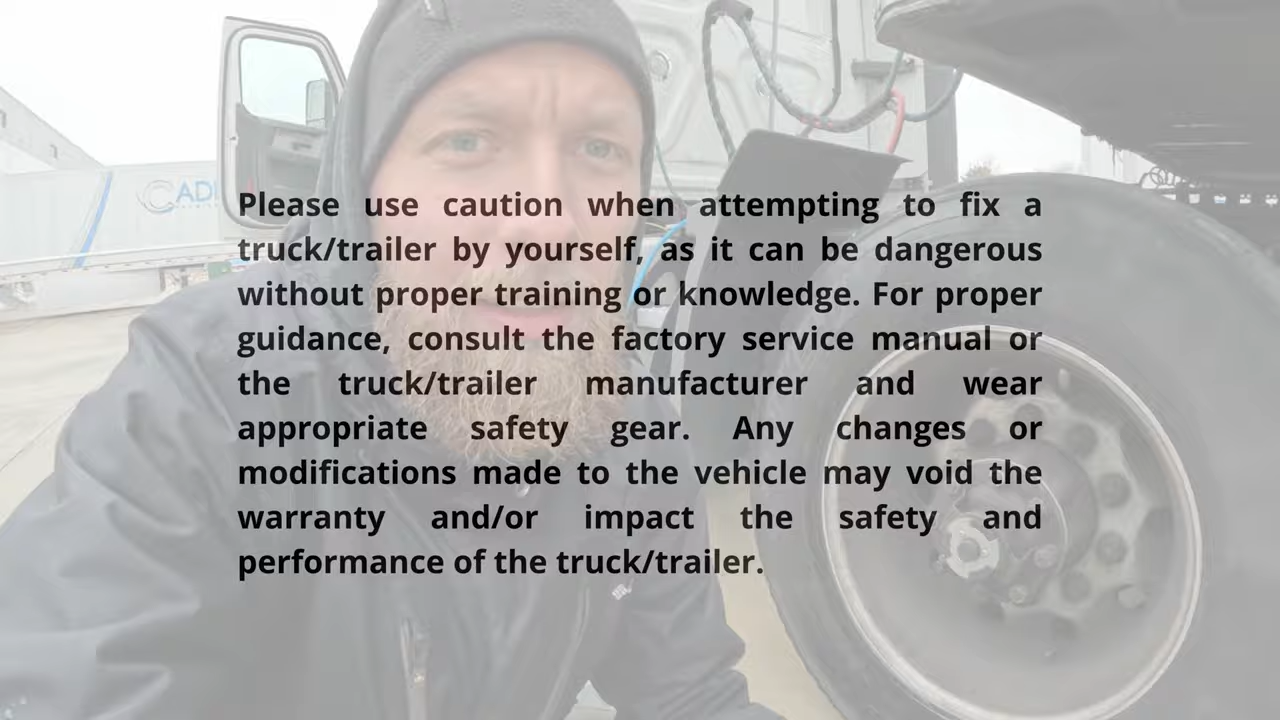 CADI
Please use caution when attempting to fix a
truck/trailer by yourself, as it can be dangerous
without proper training or knowledge. For proper
guidance, consult the factory service manual or
the truck/trailer manufacturer and wear
appropriate safety gear. Any changes or
modifications made to the vehicle may void the
warranty and/or impact the safety and
performance of the truck/trailer.